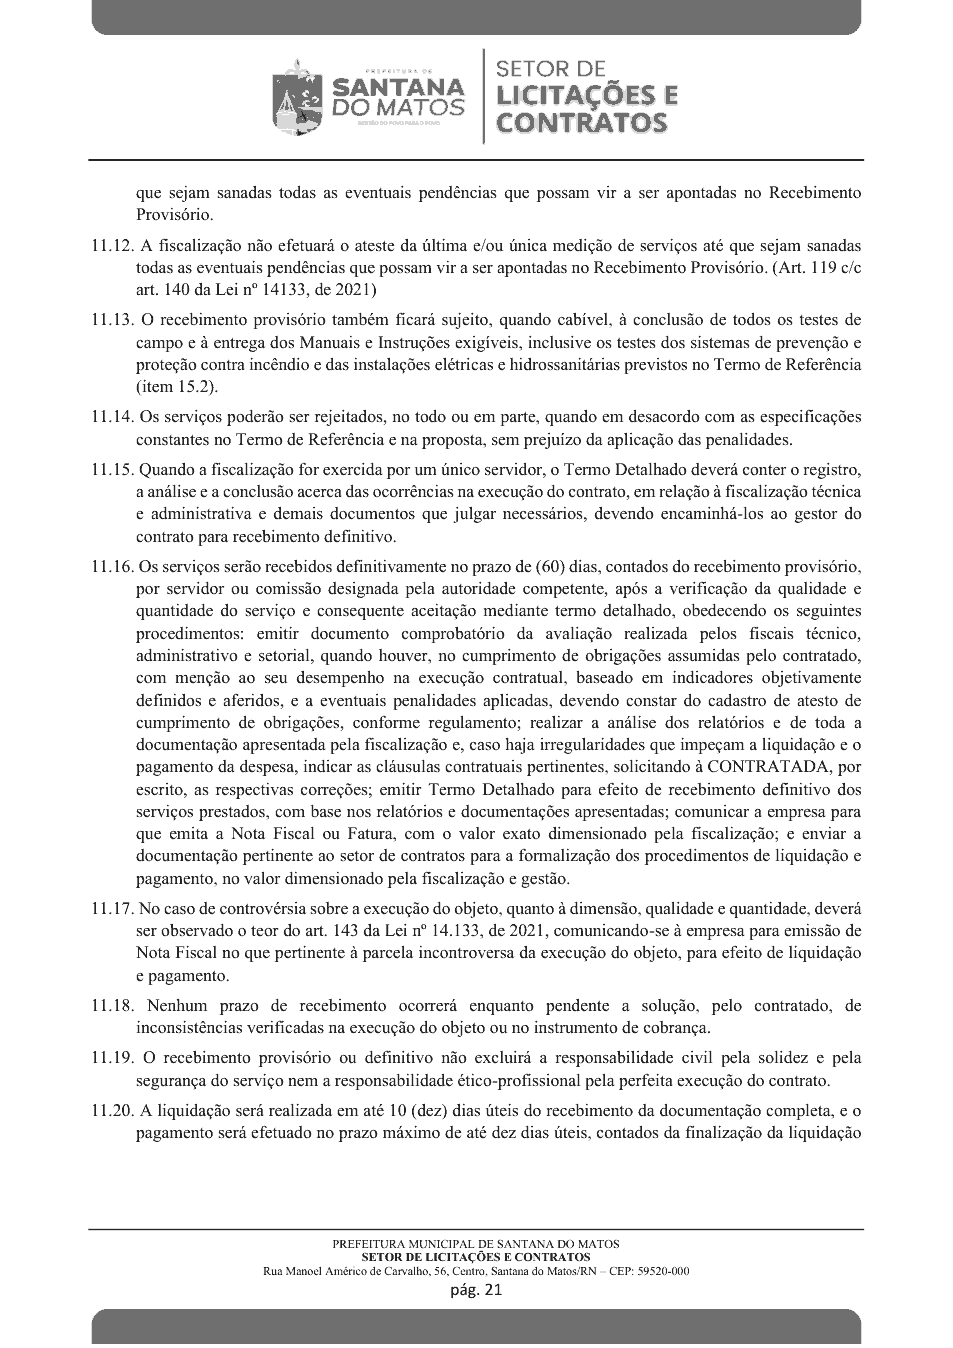 PREFEITURA DE
SANTANA
DO MATOS
GESTÃO DO POVO PARA O POVO
SETOR DE
LICITAÇÕES E
CONTRATOS
que sejam sanadas todas as eventuais pendências que possam vir a ser apontadas no Recebimento
Provisório.
11.12. A fiscalização não efetuará o ateste da última e/ou única medição de serviços até que sejam sanadas
todas as eventuais pendências que possam vir a ser apontadas no Recebimento Provisório. (Art. 119 c/c
art. 140 da Lei nº 14133, de 2021)
11.13. O recebimento provisório também ficará sujeito, quando cabível, à conclusão de todos os testes de
campo e à entrega dos Manuais e Instruções exigíveis, inclusive os testes dos sistemas de prevenção e
proteção contra incêndio e das instalações elétricas e hidrossanitárias previstos no Termo de Referência
(item 15.2).
11.14. Os serviços poderão ser rejeitados, no todo ou em parte, quando em desacordo com as especificações
constantes no Termo de Referência e na proposta, sem prejuízo da aplicação das penalidades.
11.15. Quando a fiscalização for exercida por um único servidor, o Termo Detalhado deverá conter o registro,
a análise e a conclusão acerca das ocorrências na execução do contrato, em relação à fiscalização técnica
e administrativa e demais documentos que julgar necessários, devendo encaminhá-los ao gestor do
contrato para recebimento definitivo.
11.16. Os serviços serão recebidos definitivamente no prazo de (60) dias, contados do recebimento provisório,
por servidor ou comissão designada pela autoridade competente, após a verificação da qualidade e
quantidade do serviço e consequente aceitação mediante termo detalhado, obedecendo os seguintes
procedimentos: emitir documento comprobatório da avaliação realizada pelos fiscais técnico,
administrativo e setorial, quando houver, no cumprimento de obrigações assumidas pelo contratado,
com menção ao seu desempenho na execução contratual, baseado em indicadores objetivamente
definidos e aferidos, e a eventuais penalidades aplicadas, devendo constar do cadastro de atesto de
cumprimento de obrigações, conforme regulamento; realizar a análise dos relatórios e de toda a
documentação apresentada pela fiscalização e, caso haja irregularidades que impeçam a liquidação e o
pagamento da despesa, indicar as cláusulas contratuais pertinentes, solicitando à CONTRATADA, por
escrito, as respectivas correções; emitir Termo Detalhado para efeito de recebimento definitivo dos
serviços prestados, com base nos relatórios e documentações apresentadas; comunicar a empresa para
que emita a Nota Fiscal ou Fatura, com o valor exato dimensionado pela fiscalização; e enviar a
documentação pertinente ao setor de contratos para a formalização dos procedimentos de liquidação e
pagamento, no valor dimensionado pela fiscalização e gestão.
11.17. No caso de controvérsia sobre a execução do objeto, quanto à dimensão, qualidade e quantidade, deverá
ser observado o teor do art. 143 da Lei nº 14.133, de 2021, comunicando-se à empresa para emissão de
Nota Fiscal no que pertinente à parcela incontroversa da execução do objeto, para efeito de liquidação
e pagamento.
11.18. Nenhum prazo de recebimento ocorrerá enquanto pendente a solução, pelo contratado, de
inconsistências verificadas na execução do objeto ou no instrumento de cobrança.
11.19. O recebimento provisório ou definitivo não excluirá a responsabilidade civil pela solidez e pela
segurança do serviço nem a responsabilidade ético-profissional pela perfeita execução do contrato.
11.20. A liquidação será realizada em até 10 (dez) dias úteis do recebimento da documentação completa, e o
pagamento será efetuado no prazo máximo de até dez dias úteis, contados da finalização da liquidação
PREFEITURA MUNICIPAL DE SANTANA DO MATOS
SETOR DE LICITAÇÕES E CONTRATOS
Rua Manoel Américo de Carvalho, 56, Centro, Santana do Matos/RN – CEP: 59520-000
pág. 21